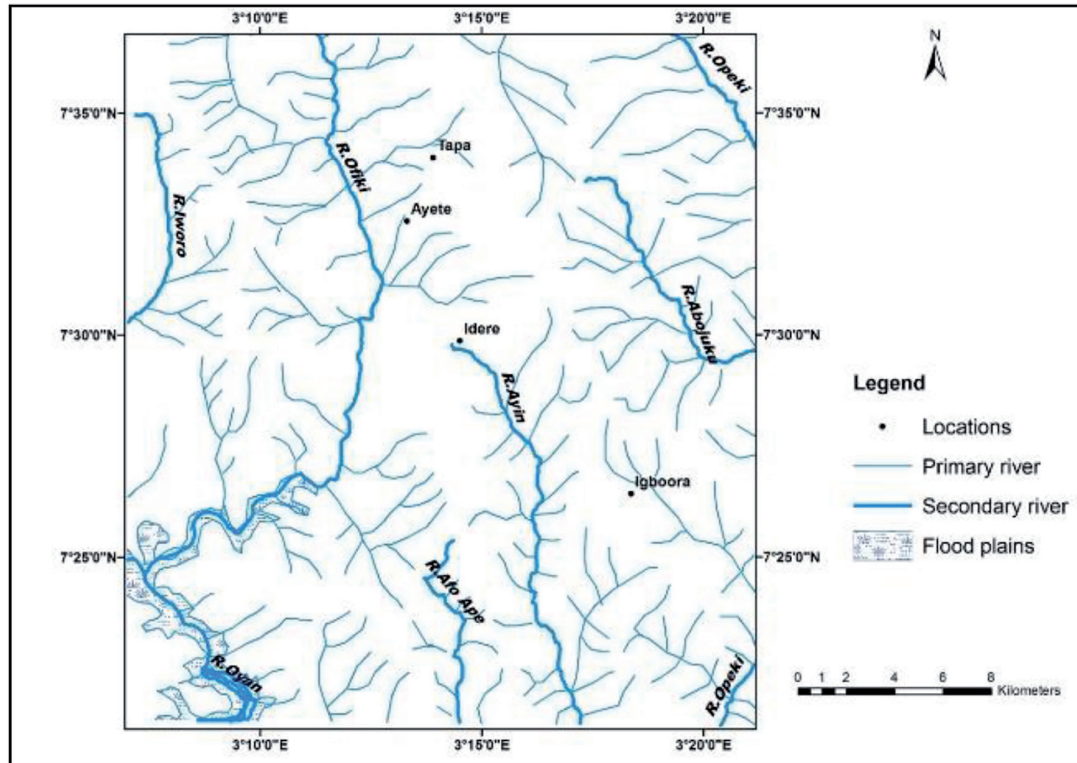 3°10'0"E
3°15'0"E
3°20'0"E
N
R.Opeki
7°35'0"N
7°35'0"N
Tapa
R.Ofiki
Ayete
R.Iworo
R.Abojuku
7°30'0"N
Idere
7°30'0"N
R.Ayin
Legend
Locations
Primary river
Igboora
Secondary river
Flood plains
7°25'0"N
7°25'0"N
R.Afo Ape
R.Oyan
R.Opeki
0 1 2 4 6 8
Kilometers
3°10'0"E
3°15'0"E
3°20'0"E